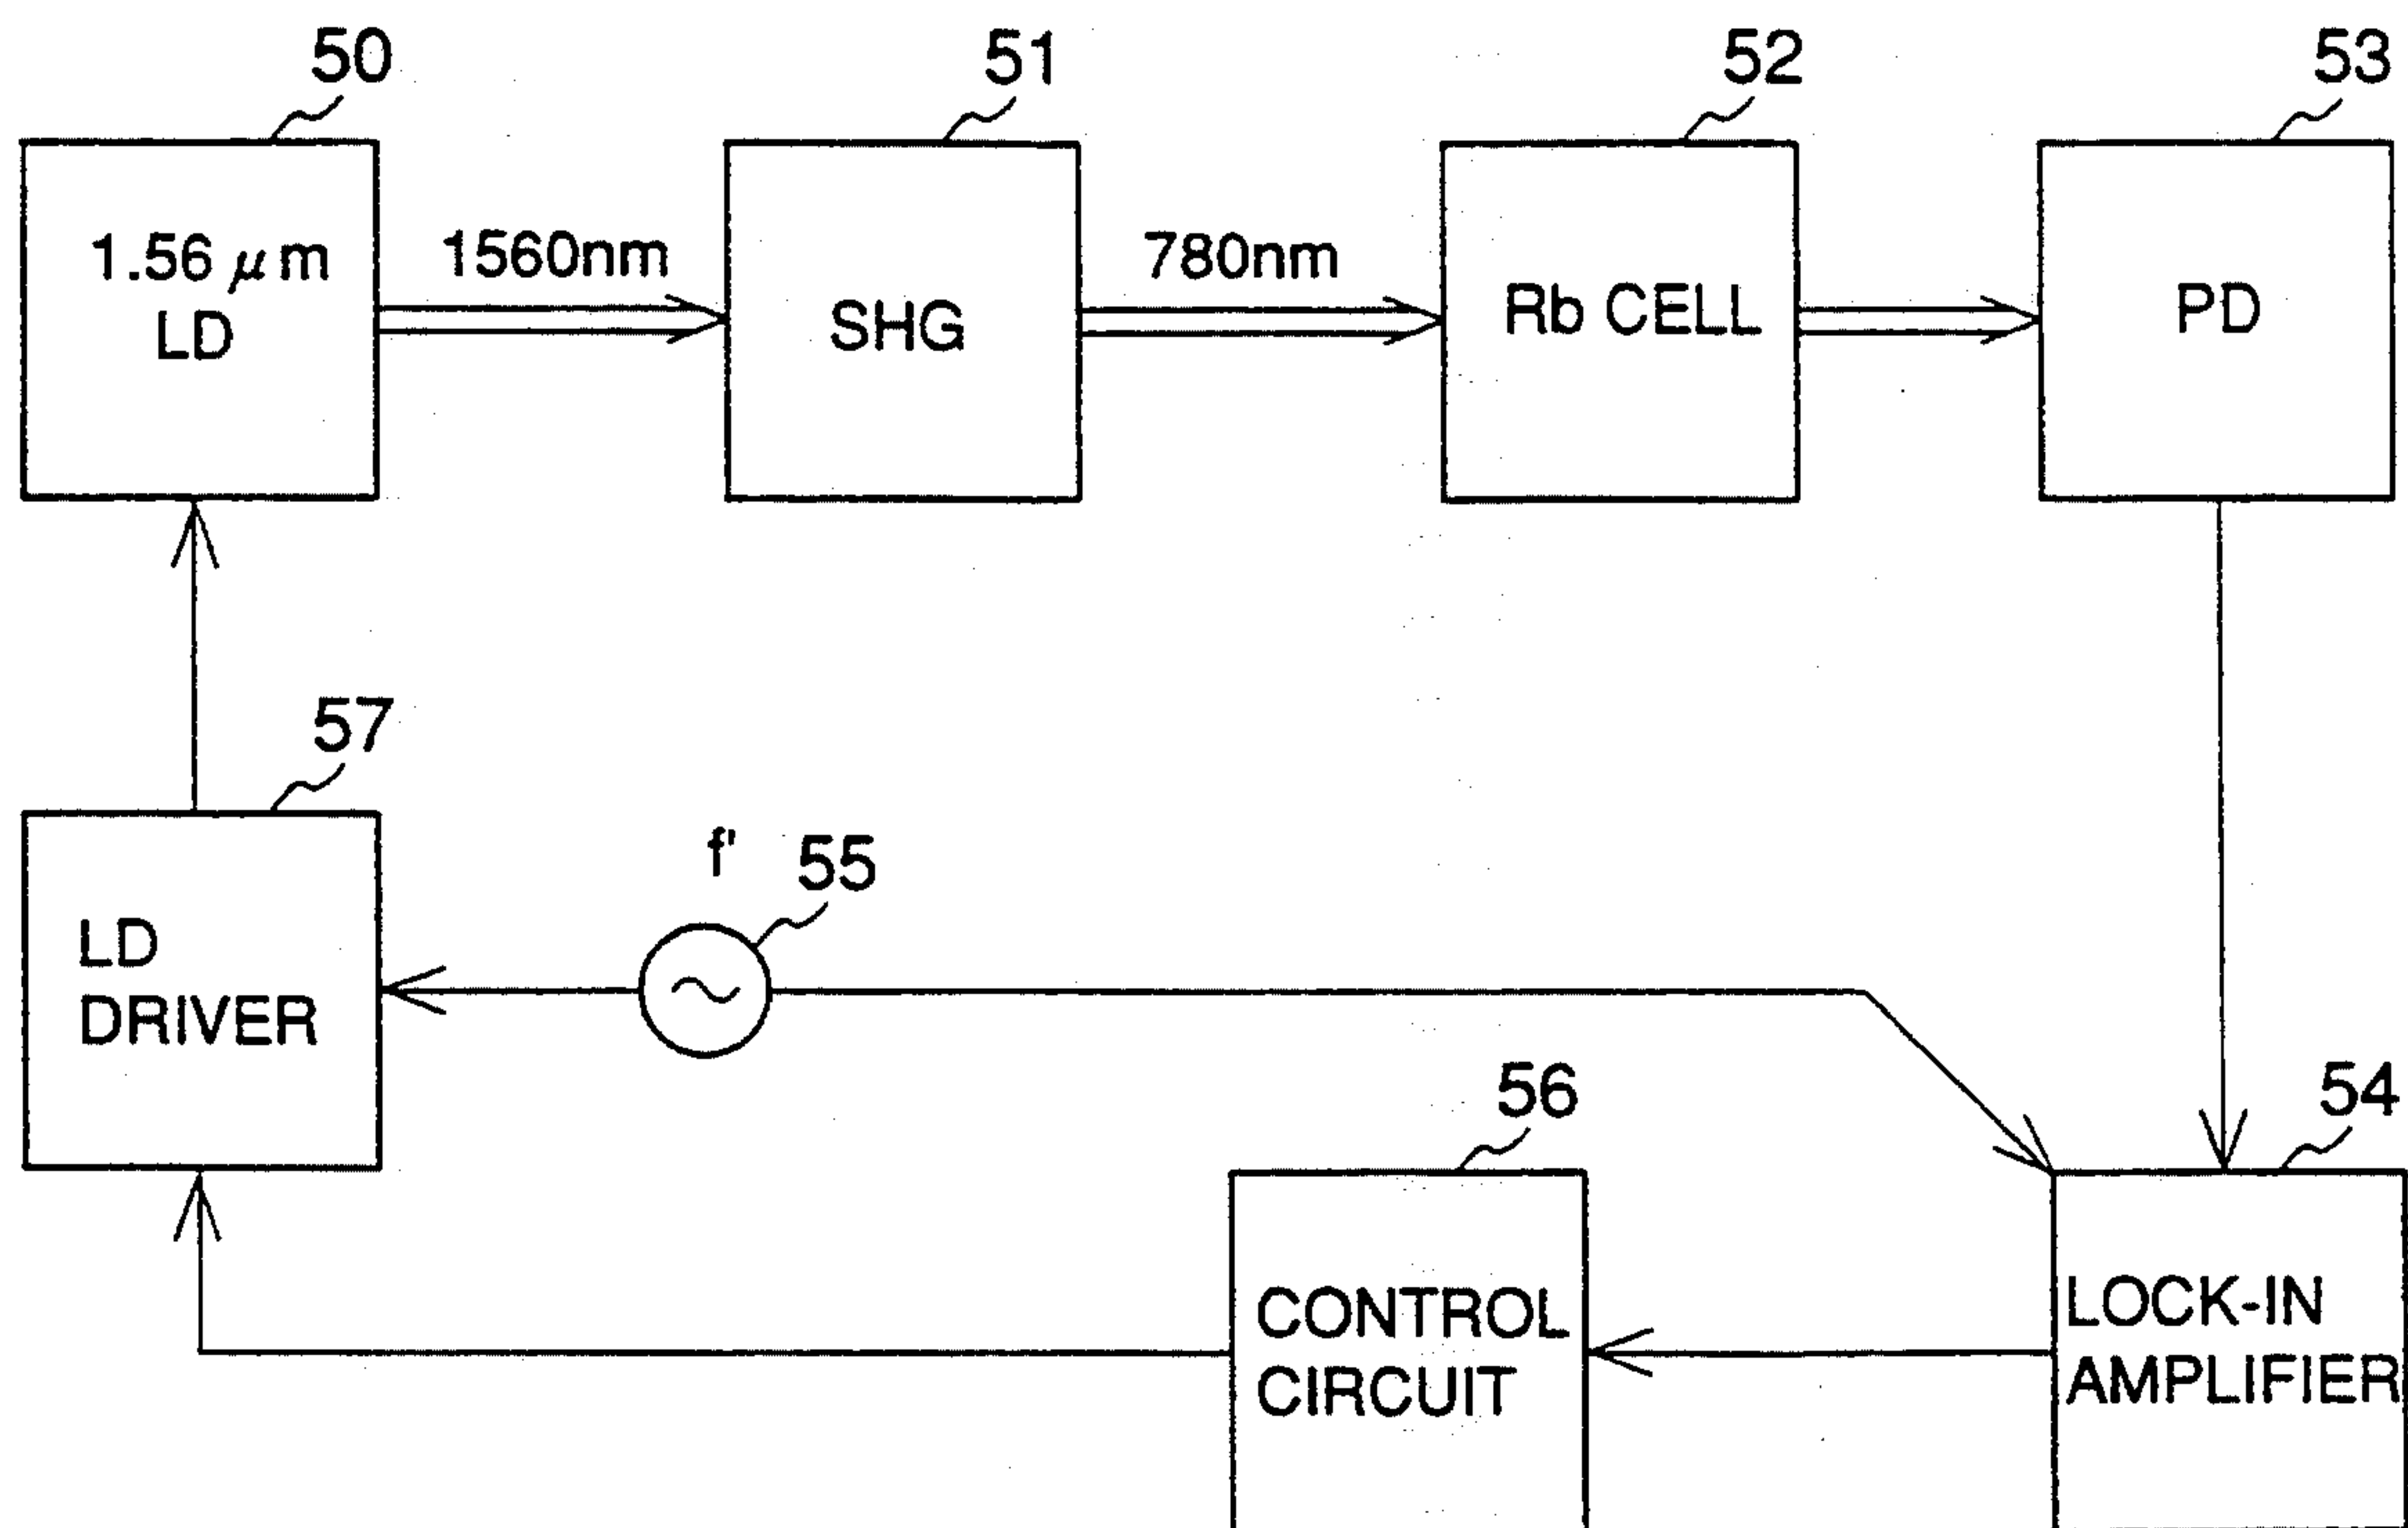 50
51
52
53
1.56 μm
LD
1560nm
SHG
780nm
Rb CELL
PD
57
LD
DRIVER
f'
55
56
54
CONTROL
CIRCUIT
LOCK-IN
AMPLIFIER